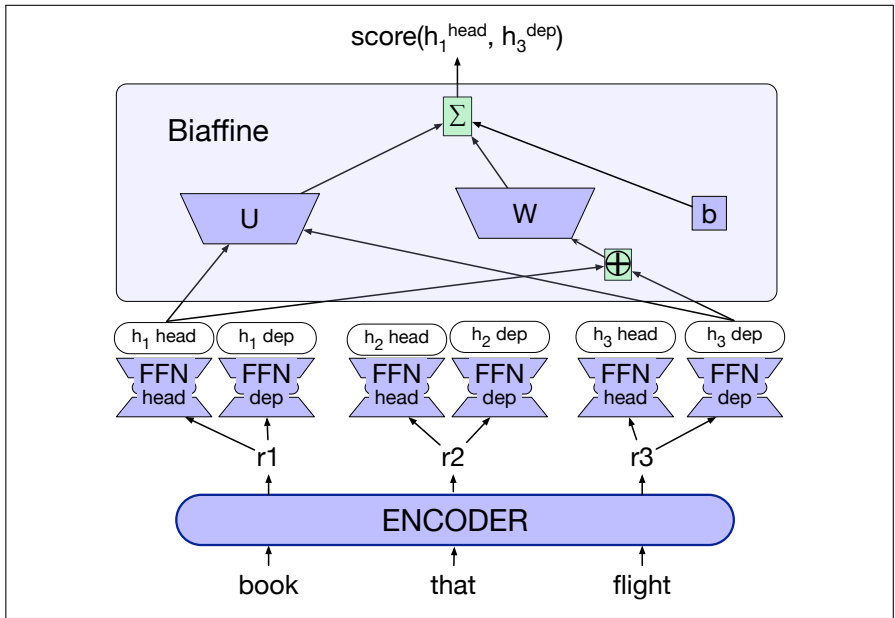 score(h₁ʰᵉᵃᵈ, h₃ᵈᵉᵖ)
Σ
Biaffine
U W b
⊕
h₁ head h₁ dep h₂ head h₂ dep h₃ head h₃ dep
FFN FFN FFN FFN FFN FFN
head dep head dep head dep
r1 r2 r3
ENCODER
book that flight